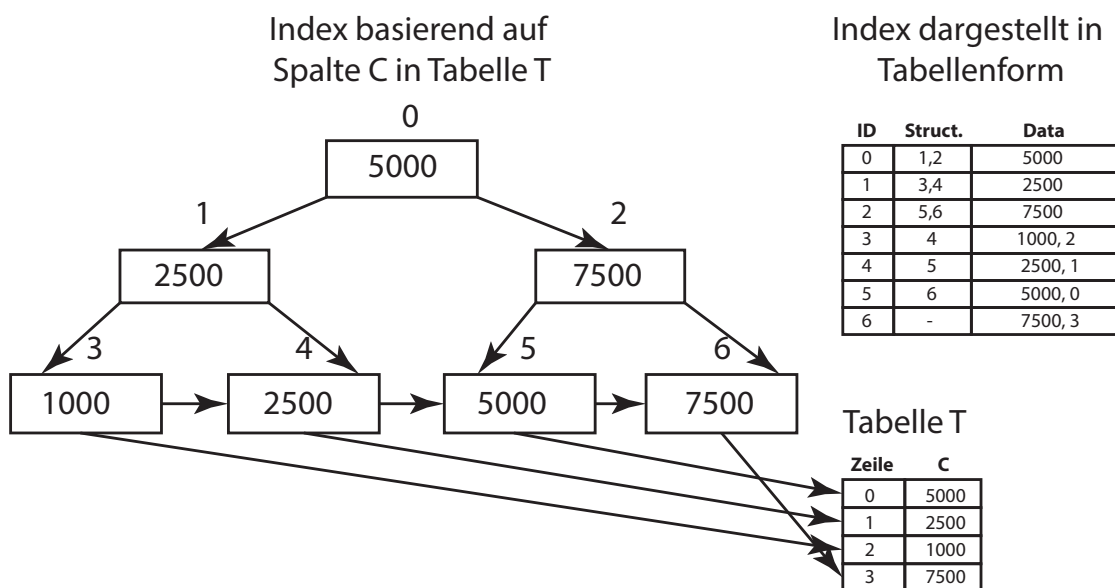 Index basierend auf
Spalte C in Tabelle T
Index dargestellt in
Tabellenform
0
5000
1
2
2500
7500
3
4
5
6
1000
2500
5000
7500
ID Struct. Data
0 1,2 5000
1 3,4 2500
2 5,6 7500
3 4 1000, 2
4 5 2500, 1
5 6 5000, 0
6 - 7500, 3
Tabelle T
Zeile C
0 5000
1 2500
2 1000
3 7500